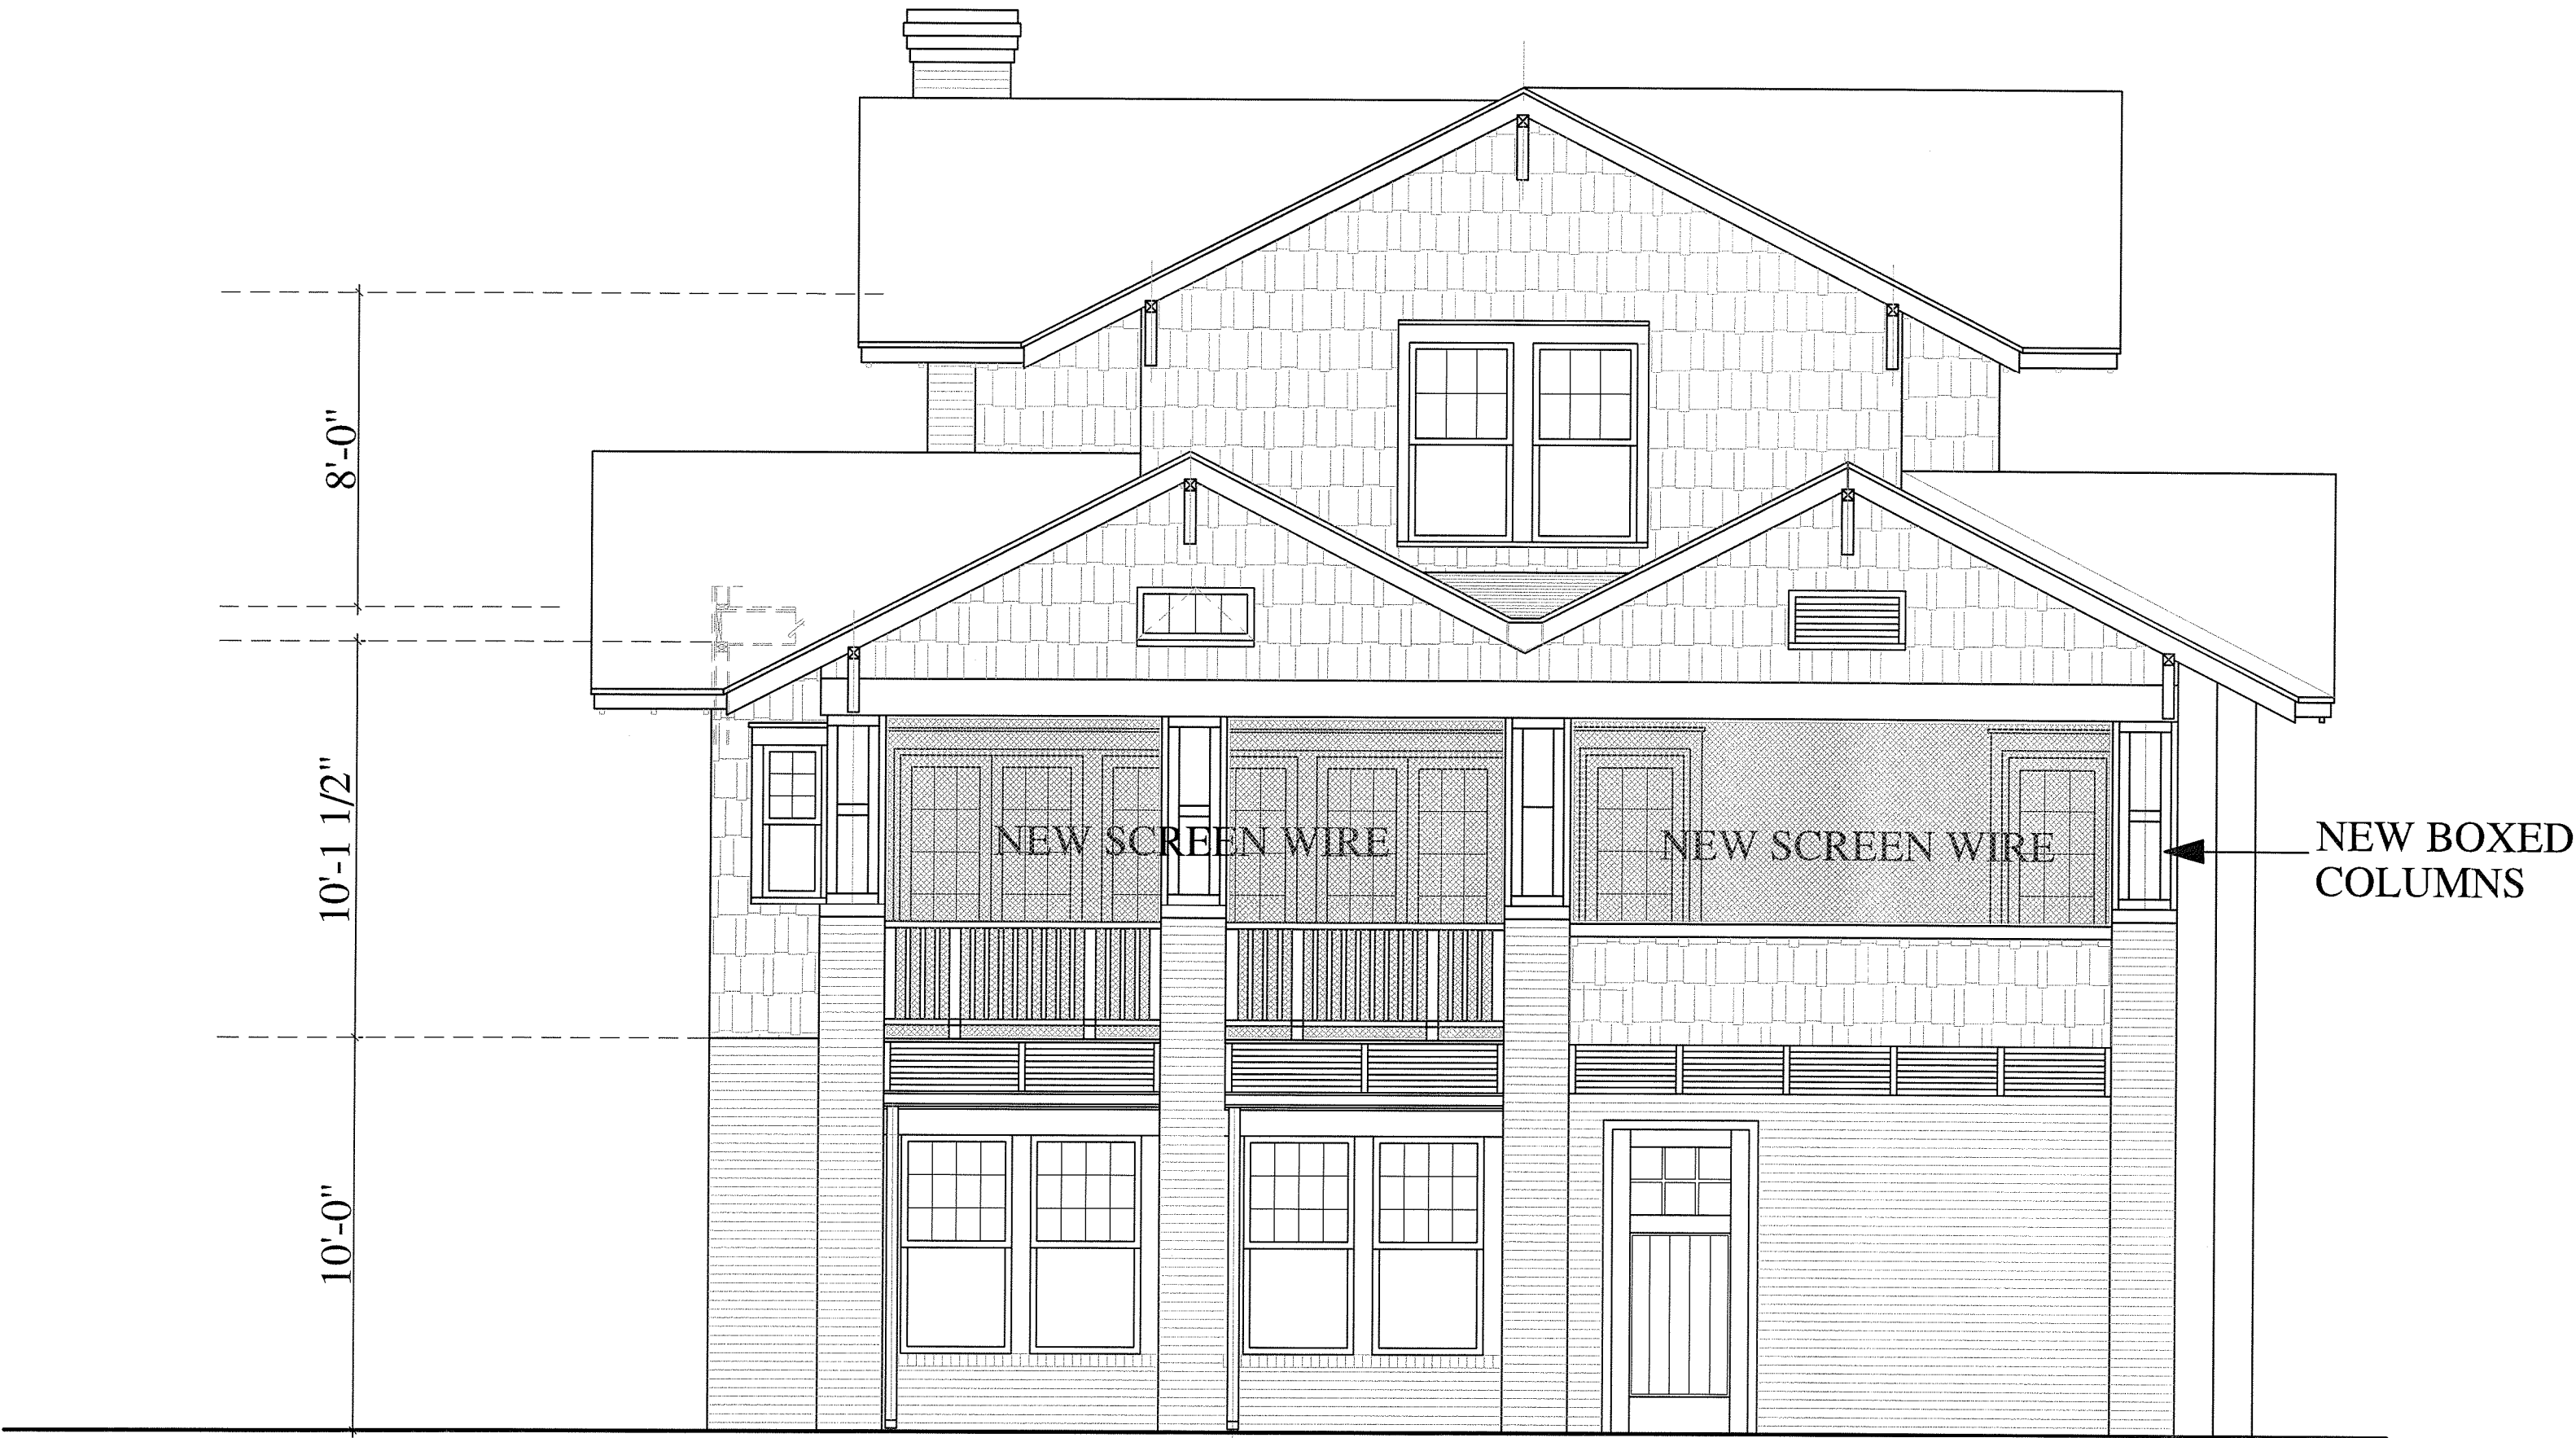 8'-0"
10'-1 1/2"
10'-0"
NEW SCREEN WIRE
NEW SCREEN WIRE
NEW BOXED
COLUMNS